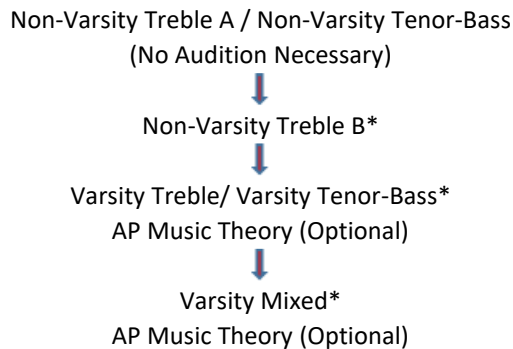 Non-Varsity Treble A / Non-Varsity Tenor-Bass
(No Audition Necessary)
Non-Varsity Treble B*
Varsity Treble/ Varsity Tenor-Bass*
AP Music Theory (Optional)
Varsity Mixed*
AP Music Theory (Optional)